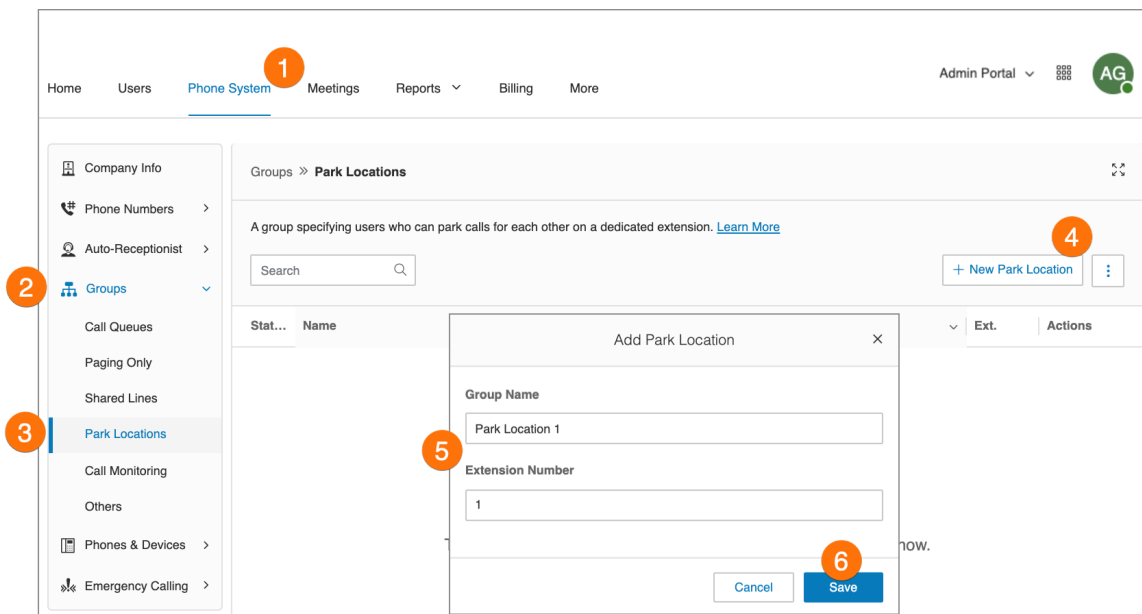 1
Admin Portal
AG
Home Users Phone System Meetings Reports Billing More
Company Info
Phone Numbers
Auto-Receptionist
2
Groups
Call Queues
Paging Only
Shared Lines
3
Park Locations
Call Monitoring
Others
Phones & Devices
Emergency Calling
Groups » Park Locations
A group specifying users who can park calls for each other on a dedicated extension. Learn More
4
Search
+ New Park Location
Stat... Name Ext. Actions
Add Park Location
Group Name
Park Location 1
5
Extension Number
1
now.
6
Cancel Save